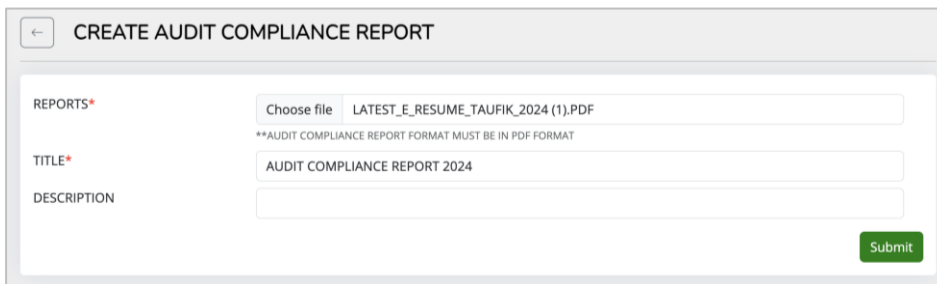 ← CREATE AUDIT COMPLIANCE REPORT
REPORTS* Choose file LATEST_E_RESUME_TAUFIK_2024 (1).PDF
**AUDIT COMPLIANCE REPORT FORMAT MUST BE IN PDF FORMAT
TITLE* AUDIT COMPLIANCE REPORT 2024
DESCRIPTION
Submit